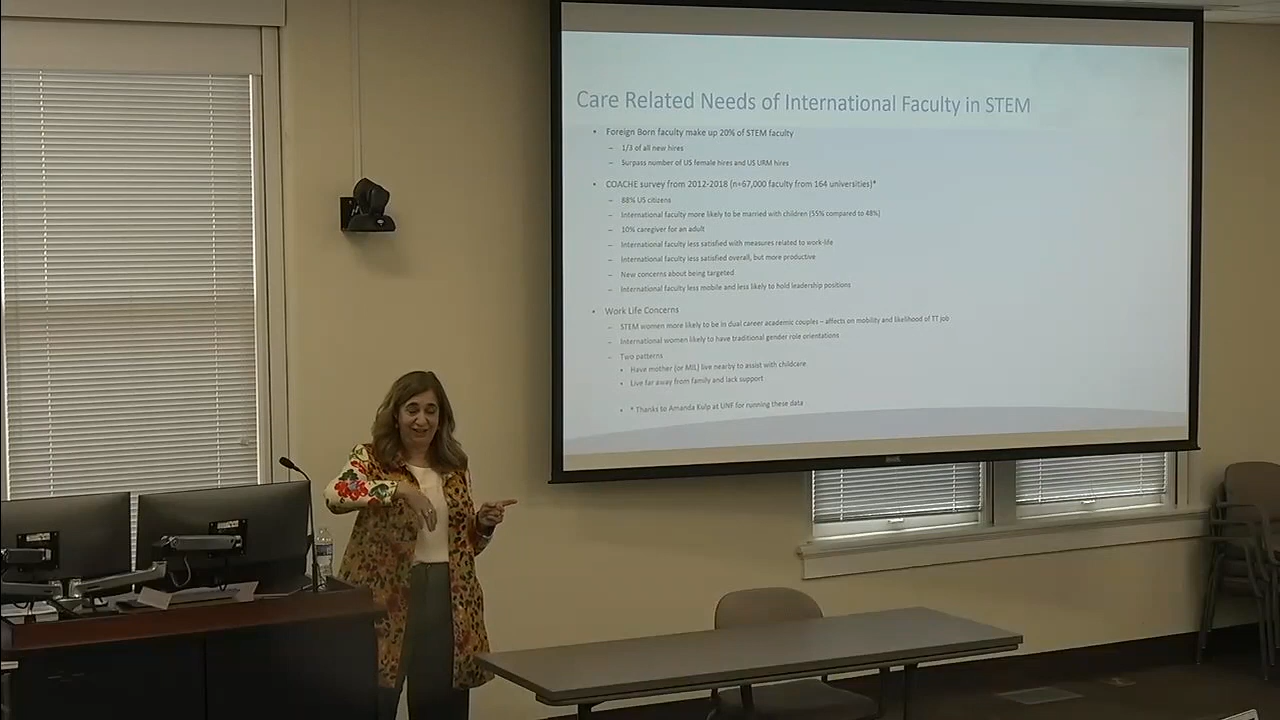 Care Related Needs of International Faculty in STEM
• Foreign Born faculty make up 20% of STEM faculty
– 1/3 of all new hires
– Surpass number of US female hires and US URM hires
• COACHE survey from 2012-2018 (n=67,000 faculty from 164 universities)*
– 88% US citizens
– International faculty more likely to be married with children (55% compared to 48%)
– 10% caregiver for an adult
– International faculty less satisfied with measures related to work-life
– International faculty less satisfied overall, but more productive
– New concerns about being targeted
– International faculty less mobile and less likely to hold leadership positions
• Work Life Concerns
– STEM women more likely to be in dual career academic couples – affects on mobility and likelihood of TT job
– International women likely to have traditional gender role orientations
– Two patterns
• Have mother (or MIL) live nearby to assist with childcare
• Live far away from family and lack support
• * Thanks to Amanda Kulp at UNF for running these data